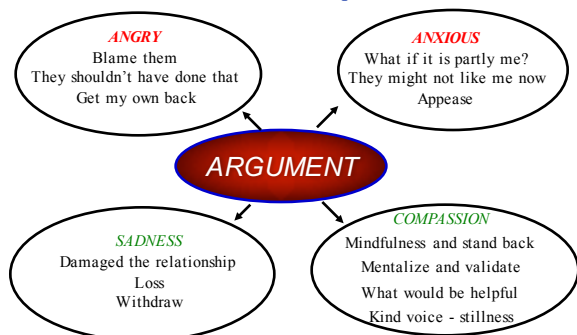 ANGRY
Blame them
They shouldn't have done that
Get my own back
ANXIOUS
What if it is partly me?
They might not like me now
Appease
ARGUMENT
SADNESS
Damaged the relationship
Loss
Withdraw
COMPASSION
Mindfulness and stand back
Mentalize and validate
What would be helpful
Kind voice - stillness